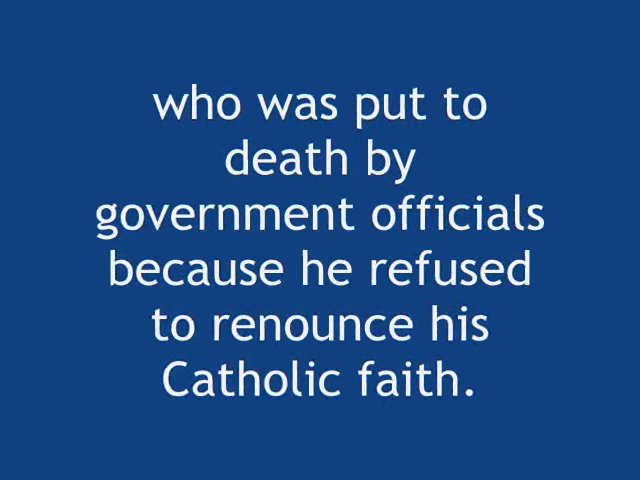 who was put to
death by
government officials
because he refused
to renounce his
Catholic faith.